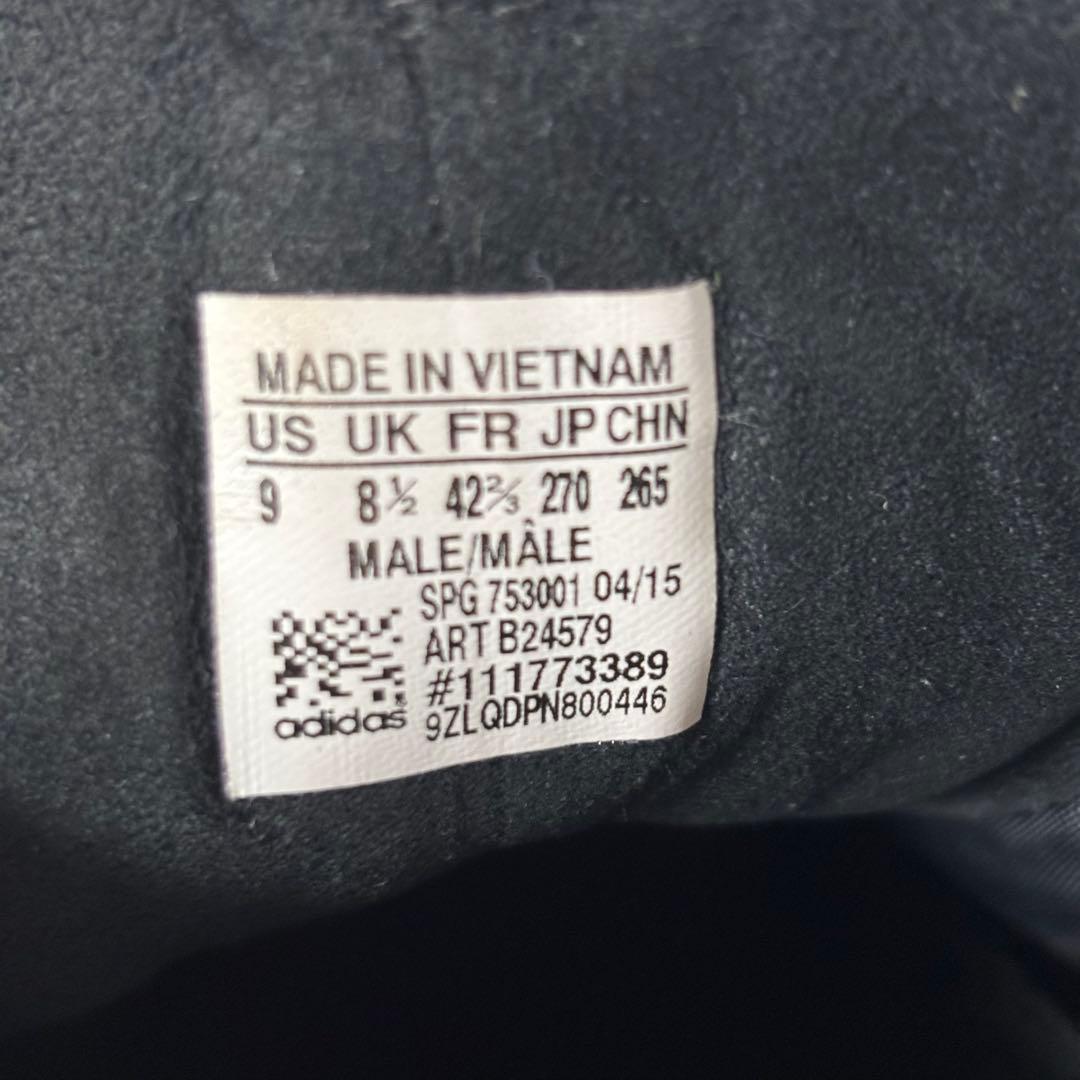 MADE IN VIETNAM
US UK FR JP CHN
9 8½ 42⅔ 270 265
MALE/MÂLE
SPG 753001 04/15
ART B24579
#111773389
adidas 9ZLQDPN800446